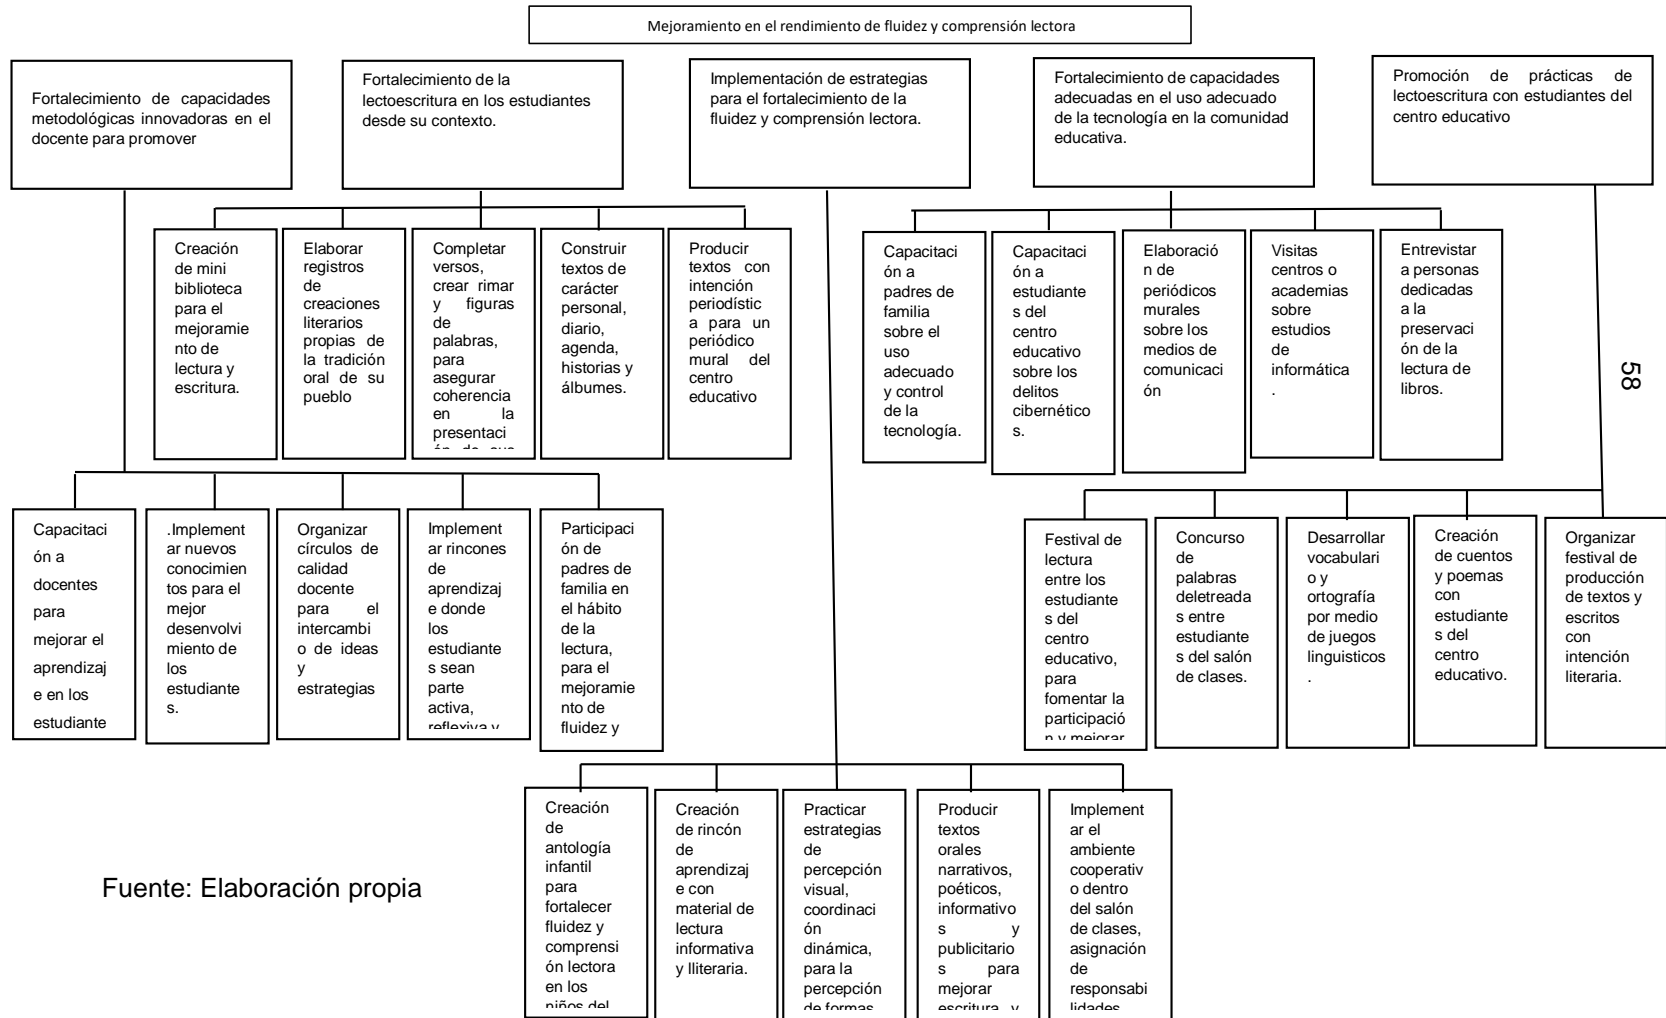 Mejoramiento en el rendimiento de fluidez y comprensión lectora
Fortalecimiento de capacidades
metodológicas innovadoras en el
docente para promover
Fortalecimiento de la
lectoescritura en los estudiantes
desde su contexto.
Implementación de estrategias
para el fortalecimiento de la
fluidez y comprensión lectora.
Fortalecimiento de capacidades
adecuadas en el uso adecuado
de la tecnología en la comunidad
educativa.
Promoción de prácticas de
lectoescritura con estudiantes del
centro educativo
Creación
de mini
biblioteca
para el
mejoramie
nto de
lectura y
escritura.
Elaborar
registros
de
creaciones
literarios
propias de
la tradición
oral de su
pueblo
Completar
versos,
crear rimar
y figuras
de
palabras,
para
asegurar
coherencia
en la
presentaci
ón de sus
Construir
textos de
carácter
personal,
diario,
agenda,
historias y
álbumes.
Producir
textos con
intención
periodístic
a para un
periódico
mural del
centro
educativo
Capacitaci
ón a
padres de
familia
sobre el
uso
adecuado
y control
de la
tecnología.
Capacitaci
ón a
estudiante
s del
centro
educativo
sobre los
delitos
cibernético
s.
Elaboració
n de
periódicos
murales
sobre los
medios de
comunicaci
ón
Visitas
centros o
academias
sobre
estudios
de
informática
.
Entrevistar
a personas
dedicadas
a la
preservaci
ón de la
lectura de
libros.
58
Capacitaci
ón a
docentes
para
mejorar el
aprendizaj
e en los
estudiante
.Implement
ar nuevos
conocimien
tos para el
mejor
desenvolvi
miento de
los
estudiante
s.
Organizar
círculos de
calidad
docente
para el
intercambi
o de ideas
y
estrategias
Implement
ar rincones
de
aprendizaj
e donde
los
estudiante
s sean
parte
activa,
reflexiva y
Participaci
ón de
padres de
familia en
el hábito
de la
lectura,
para el
mejoramie
nto de
fluidez y
Festival de
lectura
entre los
estudiante
s del
centro
educativo,
para
fomentar la
participació
n y mejorar
Concurso
de
palabras
deletreada
s entre
estudiante
s del salón
de clases.
Desarrollar
vocabulari
o y
ortografía
por medio
de juegos
linguisticos
.
Creación
de cuentos
y poemas
con
estudiante
s del
centro
educativo.
Organizar
festival de
producción
de textos y
escritos
con
intención
literaria.
Creación
de
antología
infantil
para
fortalecer
fluidez y
comprensi
ón lectora
en los
niños del
Creación
de rincón
de
aprendizaj
e con
material de
lectura
informativa
y lliteraria.
Practicar
estrategias
de
percepción
visual,
coordinaci
ón
dinámica,
para la
percepción
de formas
Producir
textos
orales
narrativos,
poéticos,
informativo
s y
publicitario
s para
mejorar
escritura y
Implement
ar el
ambiente
cooperativ
o dentro
del salón
de clases,
asignación
de
responsabi
lidades
Fuente: Elaboración propia